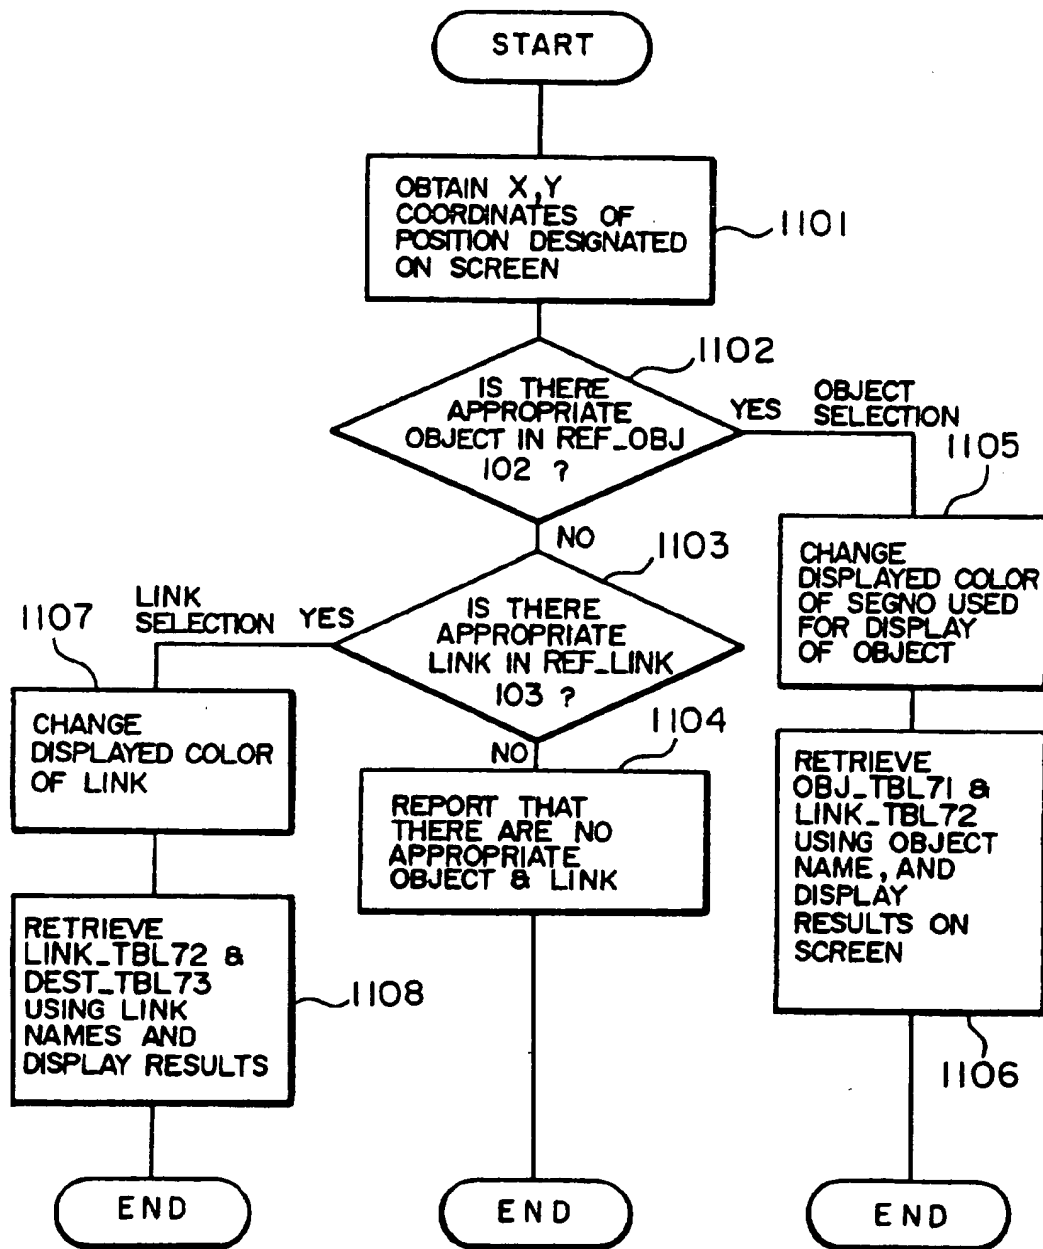 START
OBTAIN X,Y
COORDINATES OF
POSITION DESIGNATED
ON SCREEN
1101
1102
IS THERE
APPROPRIATE
OBJECT IN REF_OBJ
102 ?
YES
OBJECT
SELECTION
NO
1103
IS THERE
APPROPRIATE
LINK IN REF_LINK
103 ?
LINK
SELECTION
YES
1105
CHANGE
DISPLAYED COLOR
OF SEGNO USED
FOR DISPLAY
OF OBJECT
1107
CHANGE
DISPLAYED COLOR
OF LINK
NO
1104
REPORT THAT
THERE ARE NO
APPROPRIATE
OBJECT & LINK
RETRIEVE
OBJ_TBL71 &
LINK_TBL72
USING OBJECT
NAME, AND
DISPLAY
RESULTS ON
SCREEN
1106
RETRIEVE
LINK_TBL72 &
DEST_TBL73
USING LINK
NAMES AND
DISPLAY RESULTS
1108
END
END
END